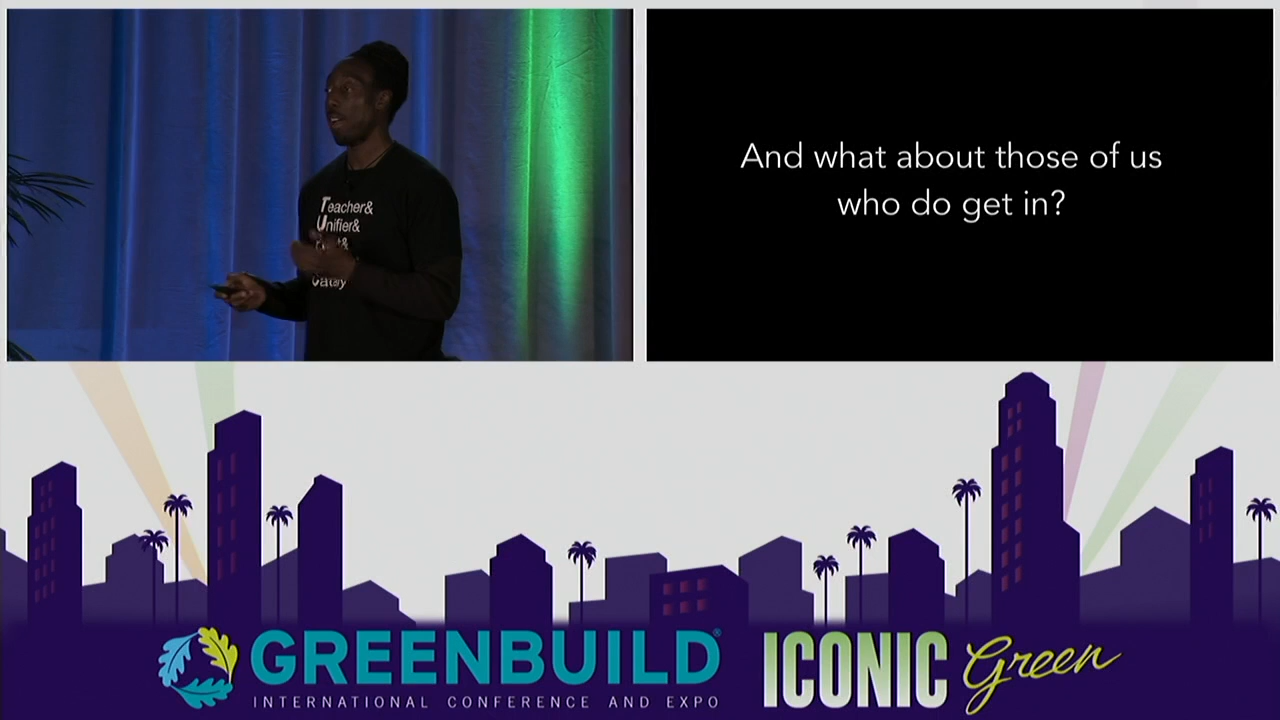 Teacher&
Unifier&
And what about those of us
who do get in?
GREENBUILD®
INTERNATIONAL CONFERENCE AND EXPO
ICONIC Green